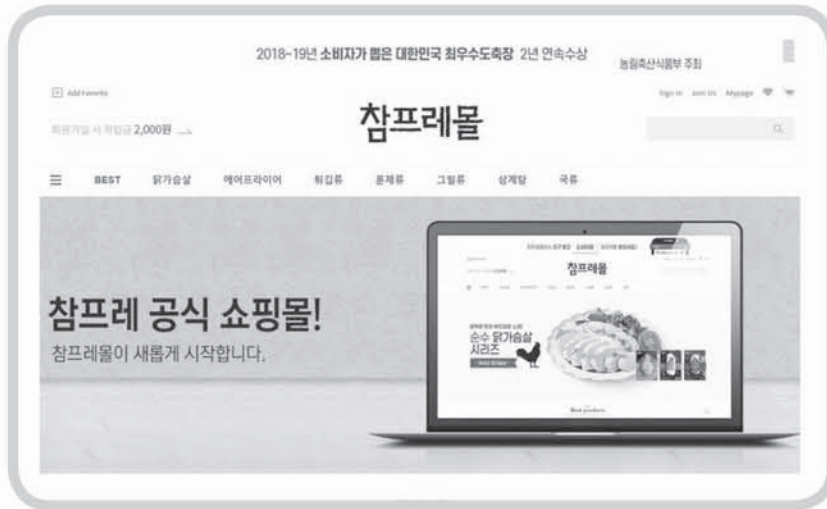 2018~19년 소비자가 뽑은 대한민국 최우수도축장 2년 연속수상
농림축산식품부 주최
Add Favorite
Sign In Join Us Mypage
회원가입 시 적립금 2,000원
참프레몰
BEST 닭가슴살 에어프라이어 튀김류 훈제류 그릴류 삼계탕 국류
참프레 공식 쇼핑몰!
참프레몰이 새롭게 시작합니다.
참프레몰
순수 닭가슴살
시리즈
Best product